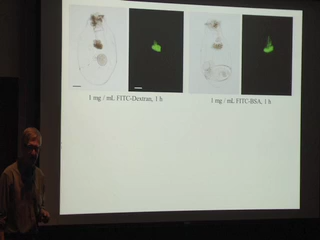 1 mg / mL FITC-Dextran, 1 h
1 mg / mL FITC-BSA, 1 h